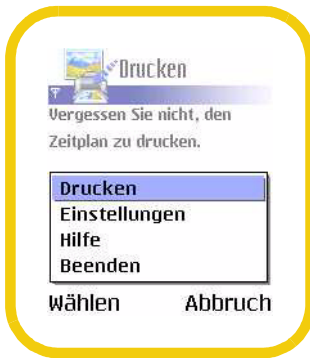 Drucken
Vergessen Sie nicht, den
Zeitplan zu drucken.
Drucken
Einstellungen
Hilfe
Beenden
Wählen Abbruch